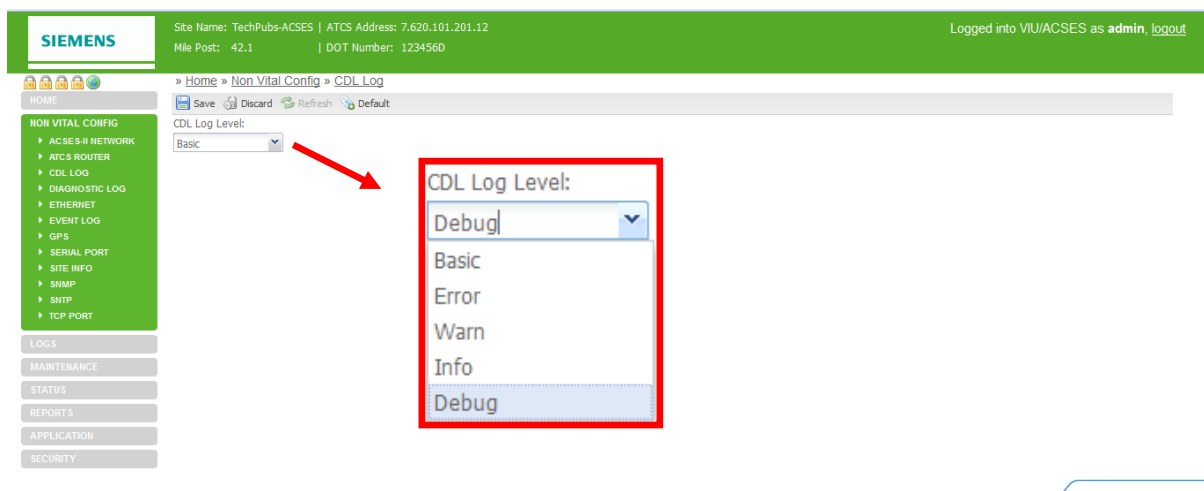 SIEMENS
Site Name: TechPubs-ACSES | ATCS Address: 7.620.101.201.12
Mile Post: 42.1 | DOT Number: 123456D
Logged into VIU/ACSES as admin, logout
» Home » Non Vital Config » CDL Log
Save Discard Refresh Default
HOME
NON VITAL CONFIG
ACSES-II NETWORK
ATCS ROUTER
CDL LOG
DIAGNOSTIC LOG
ETHERNET
EVENT LOG
GPS
SERIAL PORT
SITE INFO
SNMP
SNTP
TCP PORT
LOGS
MAINTENANCE
STATUS
REPORTS
APPLICATION
SECURITY
CDL Log Level:
Basic
CDL Log Level:
Debug
Basic
Error
Warn
Info
Debug